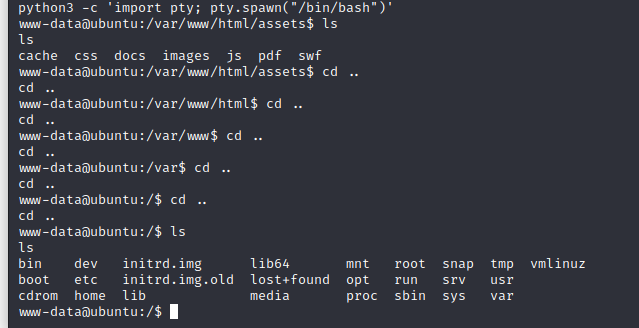 python3 -c 'import pty; pty.spawn("/bin/bash")'
www-data@ubuntu:/var/www/html/assets$ ls
ls
cache  css  docs  images  js  pdf  swf
www-data@ubuntu:/var/www/html/assets$ cd ..
cd ..
www-data@ubuntu:/var/www/html$ cd ..
cd ..
www-data@ubuntu:/var/www$ cd ..
cd ..
www-data@ubuntu:/var$ cd ..
cd ..
www-data@ubuntu:/$ cd ..
cd ..
www-data@ubuntu:/$ ls
ls
bin    dev   initrd.img      lib64       mnt   root  snap  tmp  vmlinuz
boot   etc   initrd.img.old  lost+found  opt   run   srv   usr
cdrom  home  lib             media       proc  sbin  sys   var
www-data@ubuntu:/$